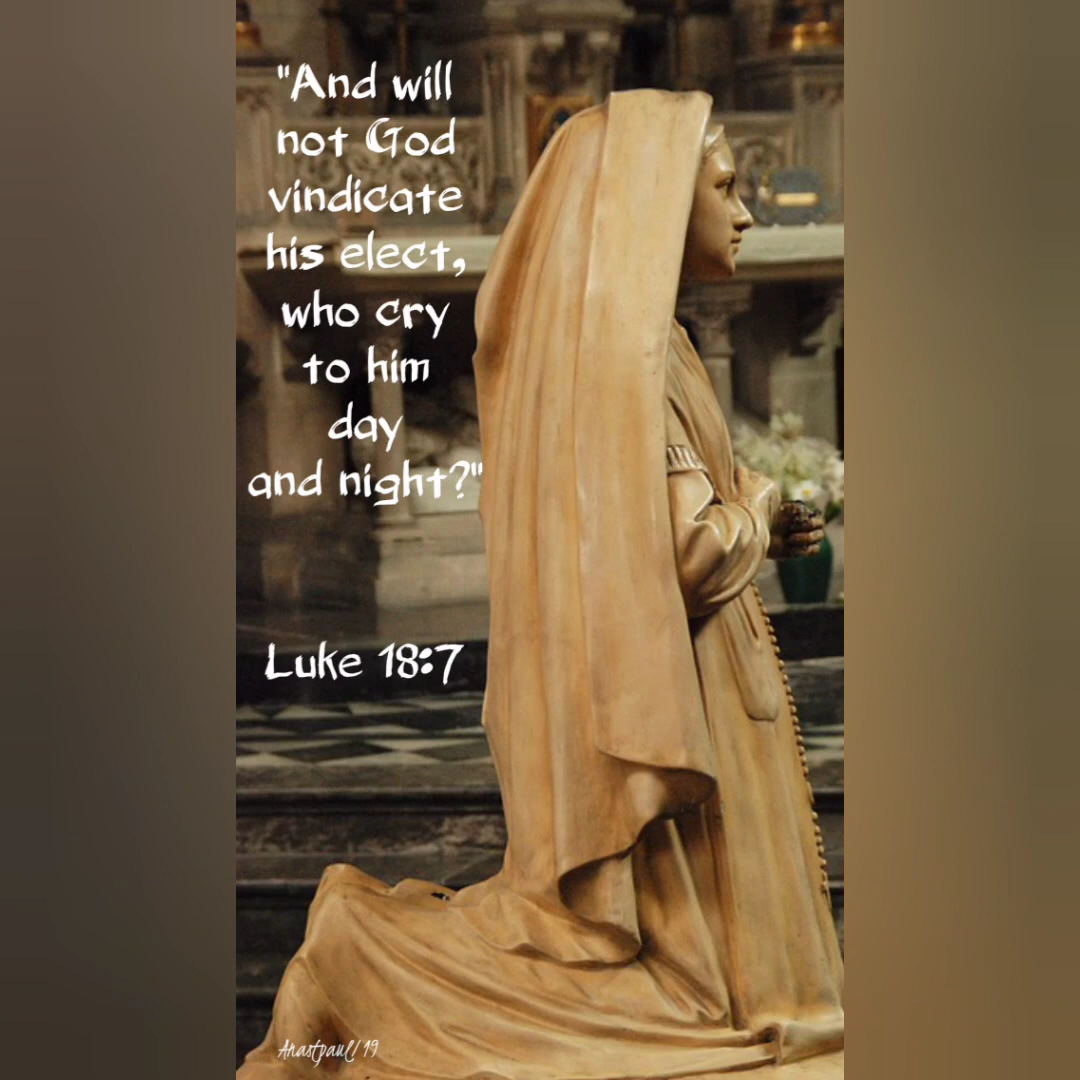 "And will
not God
vindicate
his elect,
who cry
to him
day
and night?"
Luke 18:7
Anastpaul/19